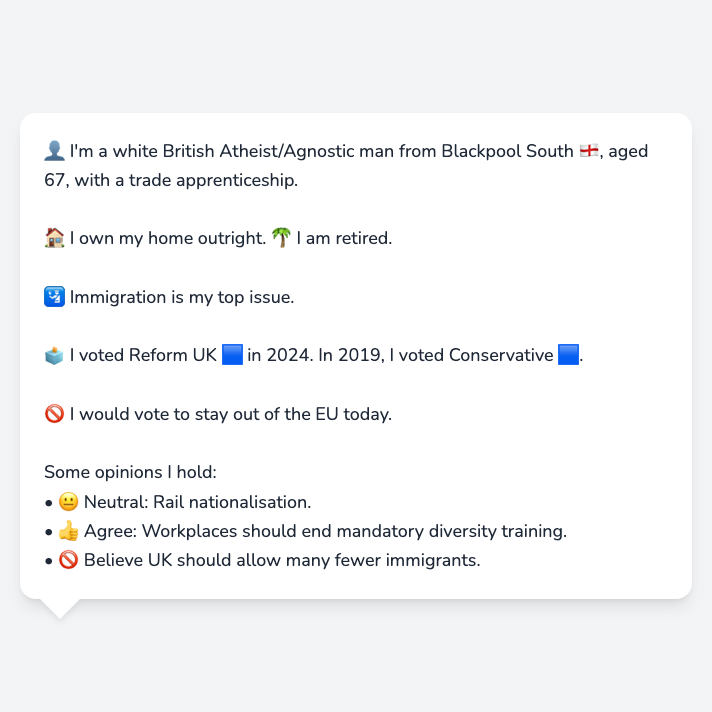 👤 I'm a white British Atheist/Agnostic man from Blackpool South 🏴󠁧󠁢󠁥󠁮󠁧󠁿, aged
67, with a trade apprenticeship.
🏠 I own my home outright. 🌴 I am retired.
🛂 Immigration is my top issue.
🗳️ I voted Reform UK 🟦 in 2024. In 2019, I voted Conservative 🟦.
🚫 I would vote to stay out of the EU today.
Some opinions I hold:
• 😐 Neutral: Rail nationalisation.
• 👍 Agree: Workplaces should end mandatory diversity training.
• 🚫 Believe UK should allow many fewer immigrants.